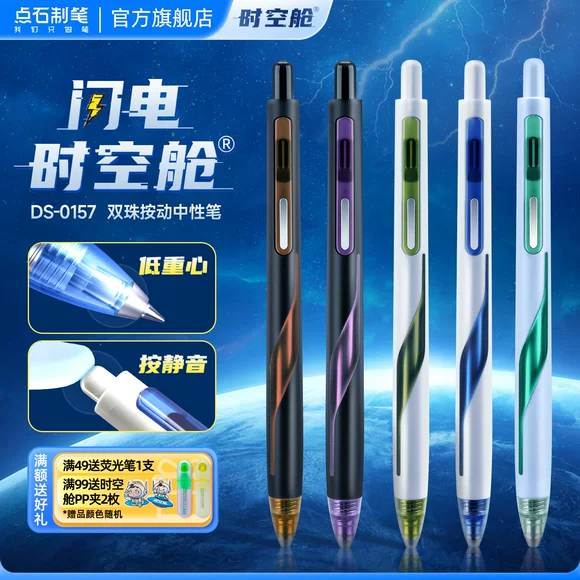 点石制笔
我们只做笔
官方旗舰店
时空舱
闪电
时空舱®
DS-0157 双珠按动中性笔
低重心
按静音
满额送好礼
满49送荧光笔1支
满99送时空
舱PP夹2枚
*赠品颜色随机